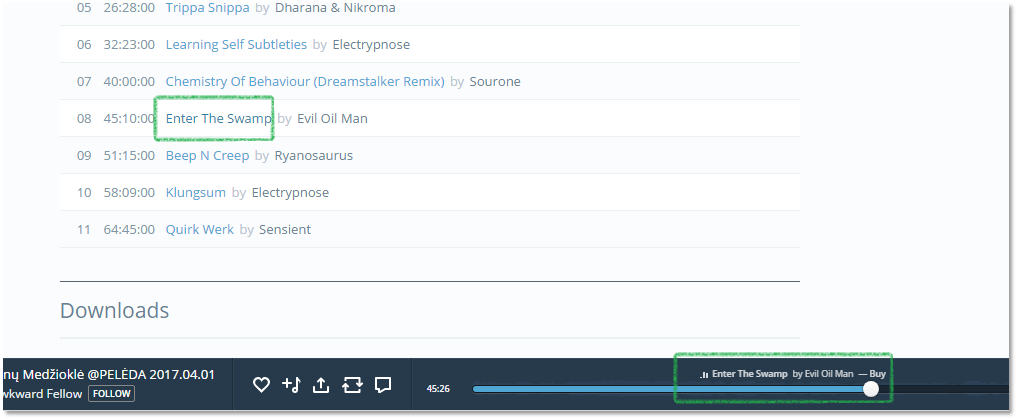 05 26:28:00 Trippa Snippa by Dharana & Nikroma
06 32:23:00 Learning Self Subtleties by Electrypnose
07 40:00:00 Chemistry Of Behaviour (Dreamstalker Remix) by Sourone
08 45:10:00 Enter The Swamp by Evil Oil Man
09 51:15:00 Beep N Creep by Ryanosaurus
10 58:09:00 Klungsum by Electrypnose
11 64:45:00 Quirk Werk by Sensient
Downloads
nų Medžioklė @PELĖDA 2017.04.01
wkward Fellow FOLLOW
45:26
Enter The Swamp by Evil Oil Man — Buy